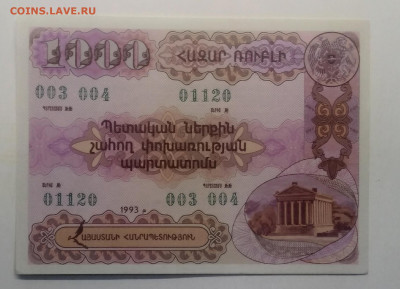 COINS.LAVE.RU
1000 ՀԱԶԱՐ ՌՈՒԲԼԻ
003 004 01120
Պետական ներքին
շահող փոխառության
պարտատոմս
01120 003 004
1993 թ.
ՀԱՅԱՍՏԱՆԻ ՀԱՆՐԱՊԵՏՈՒԹՅՈՒՆ